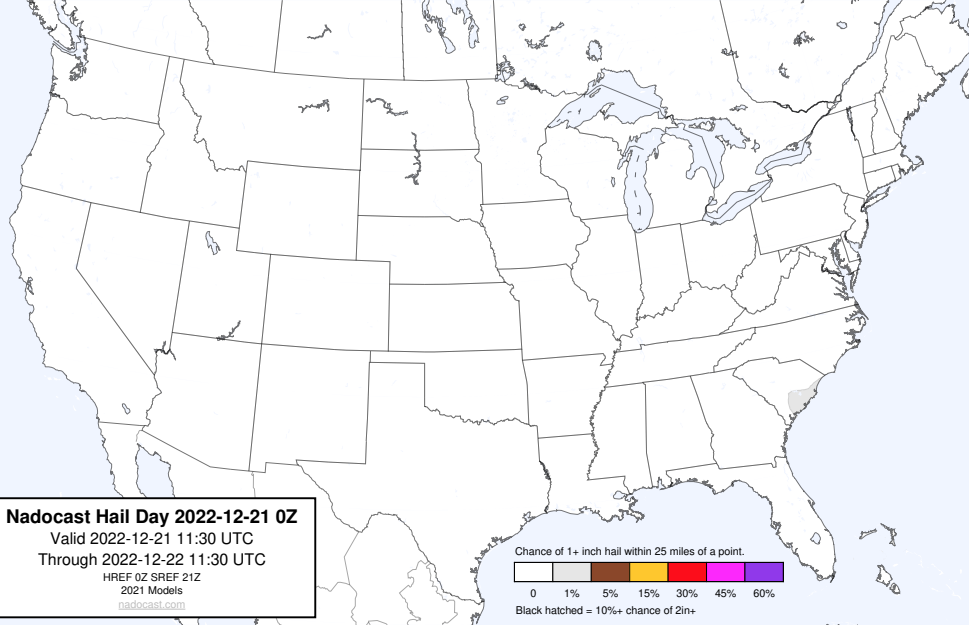 Nadocast Hail Day 2022-12-21 0Z
Valid 2022-12-21 11:30 UTC
Through 2022-12-22 11:30 UTC
HREF 0Z SREF 21Z
2021 Models
nadocast.com
Chance of 1+ inch hail within 25 miles of a point.
0 1% 5% 15% 30% 45% 60%
Black hatched = 10%+ chance of 2in+